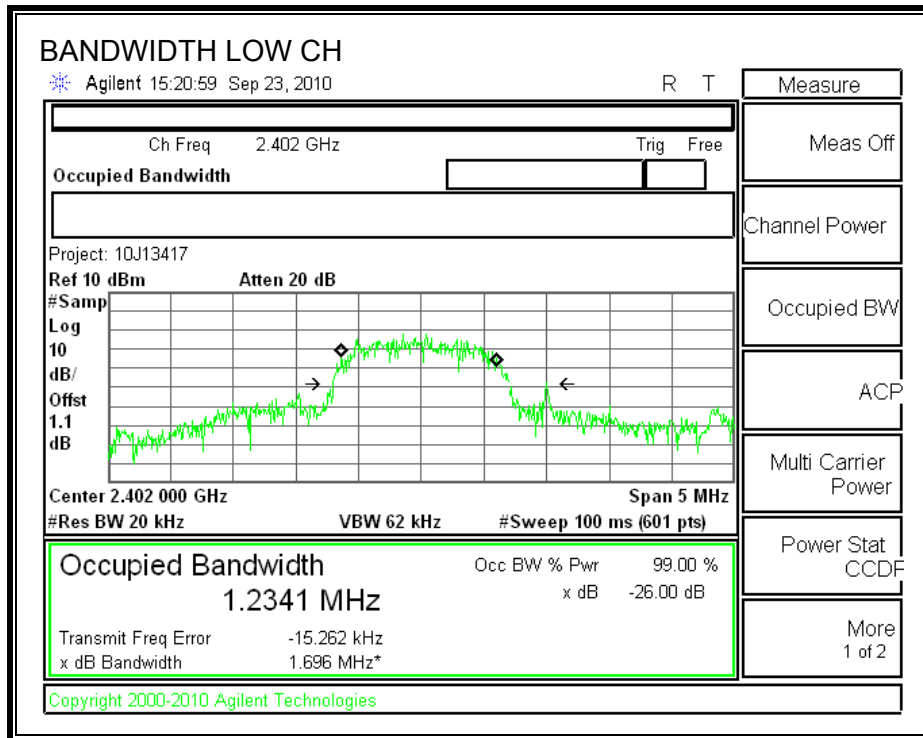 BANDWIDTH LOW CH
Agilent 15:20:59 Sep 23, 2010 R T
Measure
Ch Freq 2.402 GHz Trig Free
Meas Off
Occupied Bandwidth
Channel Power
Project: 10J13417
Ref 10 dBm Atten 20 dB
#Samp
Log
10
dB/
Offst
1.1
dB
Occupied BW
ACP
Multi Carrier
Power
Center 2.402 000 GHz Span 5 MHz
#Res BW 20 kHz VBW 62 kHz #Sweep 100 ms (601 pts)
Power Stat
CCDF
Occupied Bandwidth Occ BW % Pwr 99.00 %
1.2341 MHz x dB -26.00 dB
Transmit Freq Error -15.262 kHz
x dB Bandwidth 1.696 MHz*
More
1 of 2
Copyright 2000-2010 Agilent Technologies